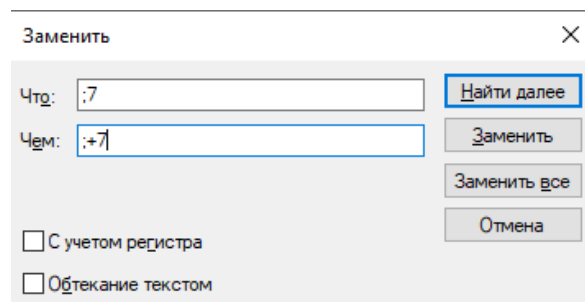 Заменить
Что: ;7
Найти далее
Чем: ;+7
Заменить
Заменить все
Отмена
С учетом регистра
Обтекание текстом